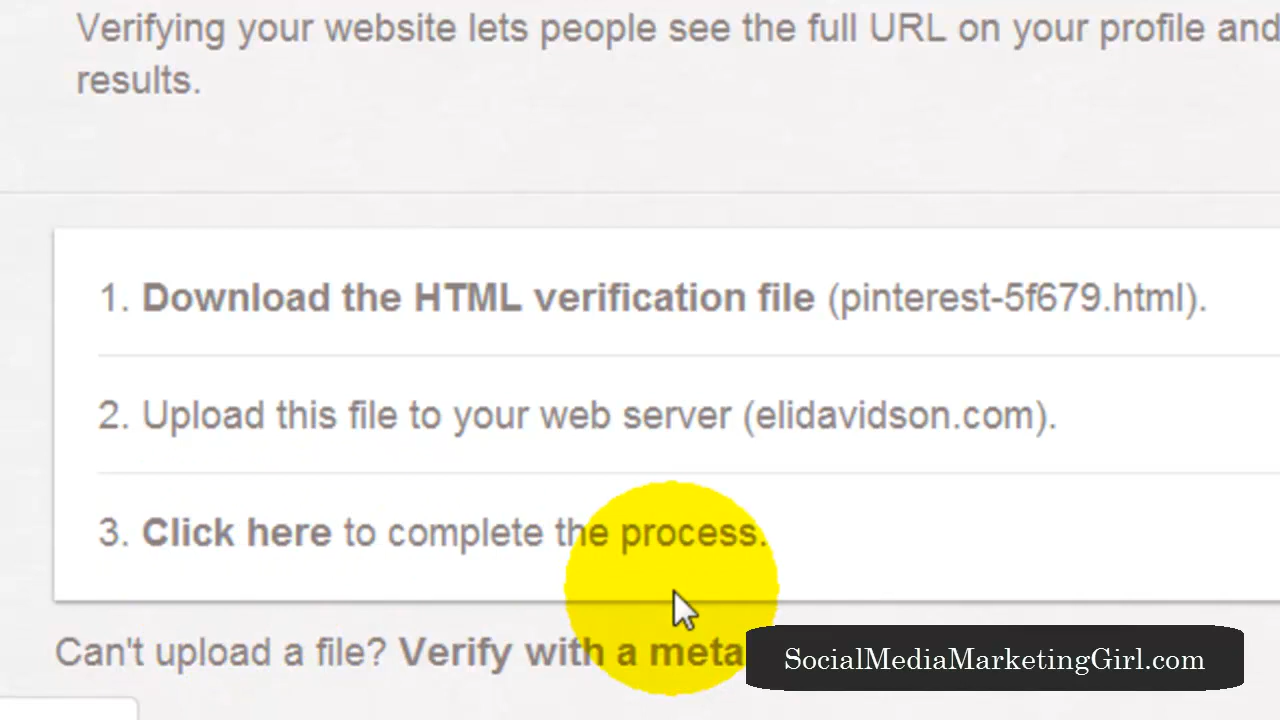 Verifying your website lets people see the full URL on your profile and
results.
1. Download the HTML verification file (pinterest-5f679.html).
2. Upload this file to your web server (elidavidson.com).
3. Click here to complete the process.
Can't upload a file? Verify with a meta
SocialMediaMarketingGirl.com